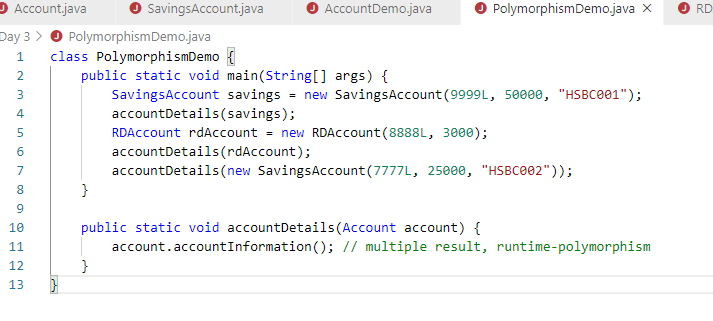 Account.java SavingsAccount.java AccountDemo.java PolymorphismDemo.java RD
Day 3 > PolymorphismDemo.java
1 class PolymorphismDemo {
2 public static void main(String[] args) {
3 SavingsAccount savings = new SavingsAccount(9999L, 50000, "HSBC001");
4 accountDetails(savings);
5 RDAccount rdAccount = new RDAccount(8888L, 3000);
6 accountDetails(rdAccount);
7 accountDetails(new SavingsAccount(7777L, 25000, "HSBC002"));
8 }
9
10 public static void accountDetails(Account account) {
11 account.accountInformation(); // multiple result, runtime-polymorphism
12 }
13 }